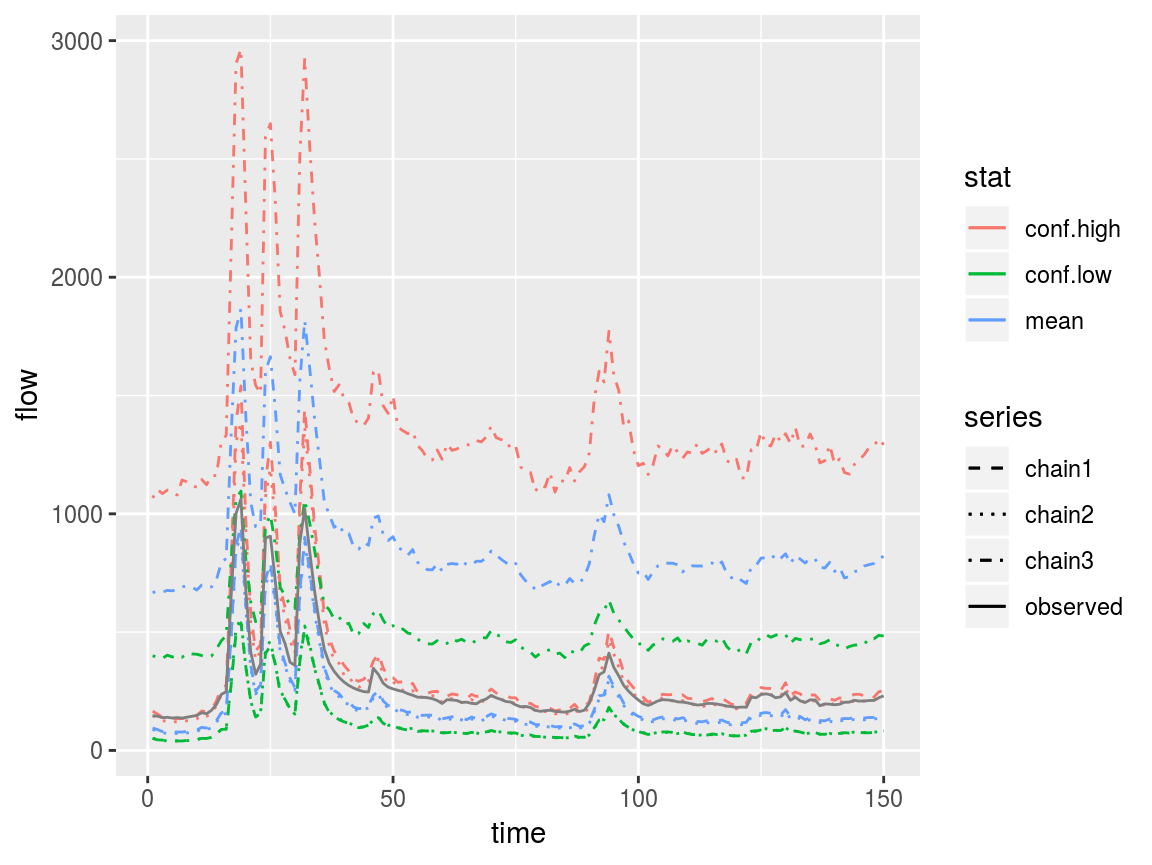 3000
2000
1000
0
flow
0
50
100
150
time
stat
conf.high
conf.low
mean
series
chain1
chain2
chain3
observed